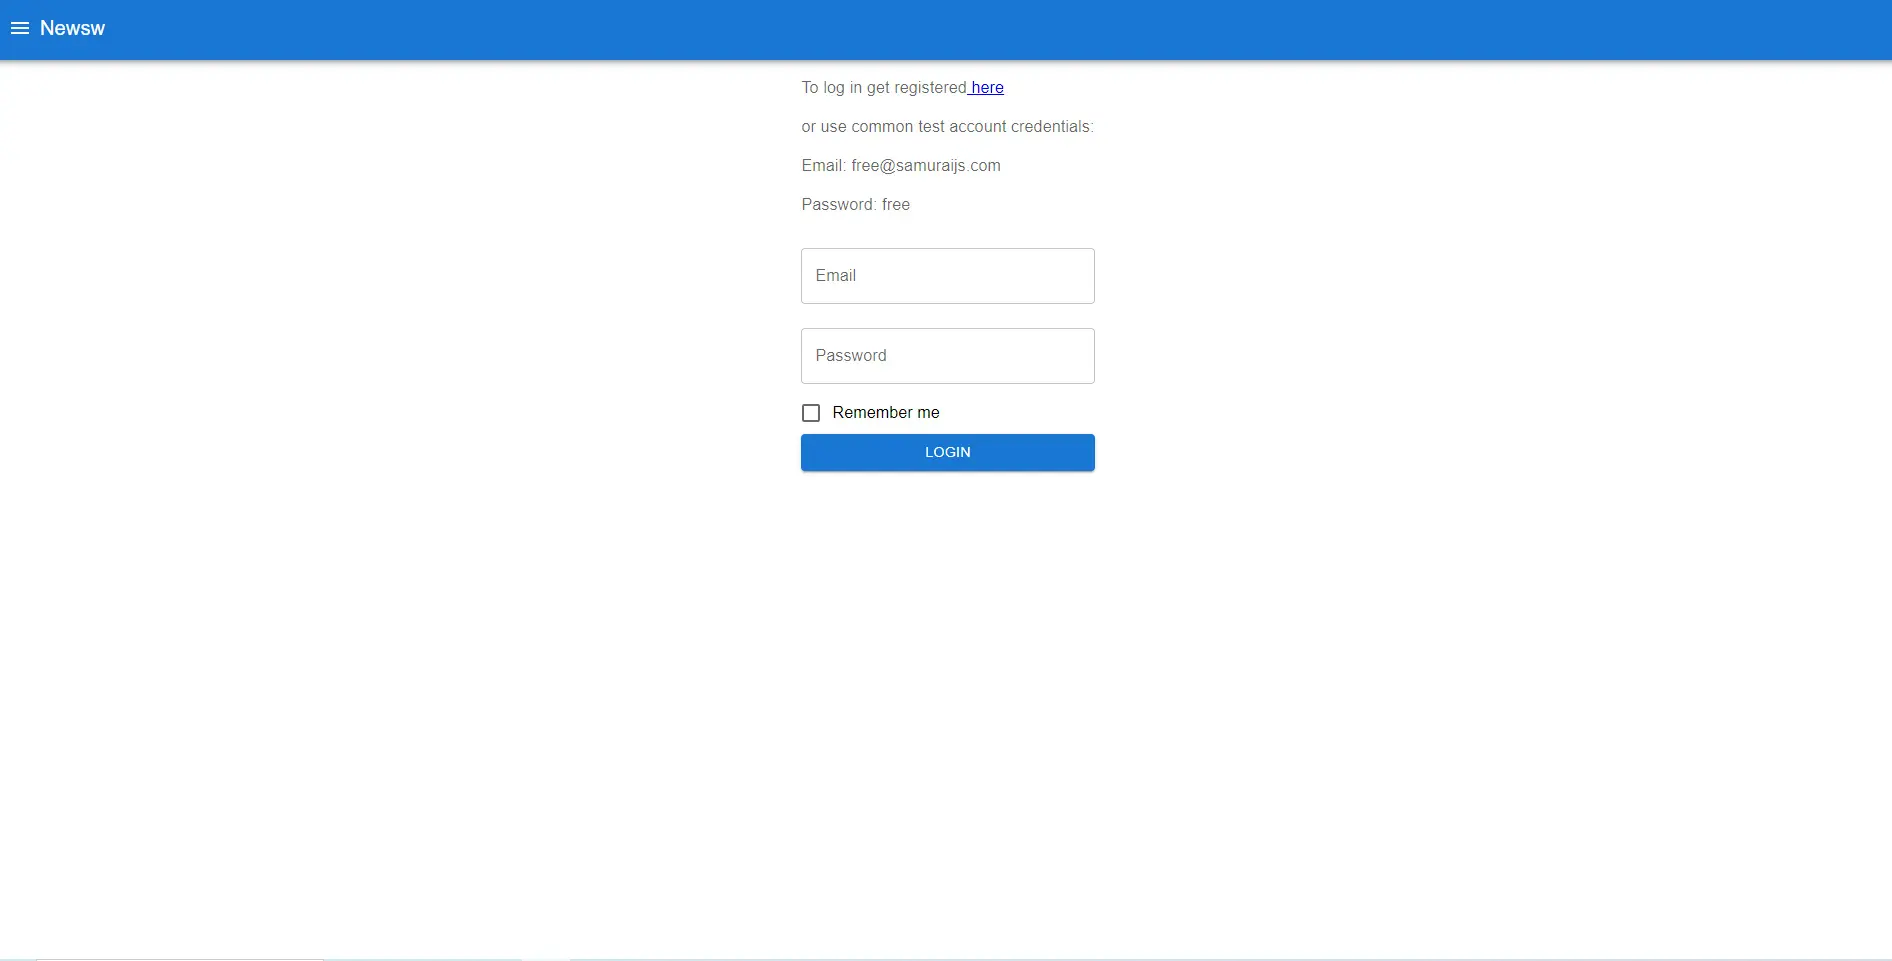 Newsw
To log in get registered here
or use common test account credentials:
Email: free@samuraijs.com
Password: free
Email
Password
Remember me
LOGIN